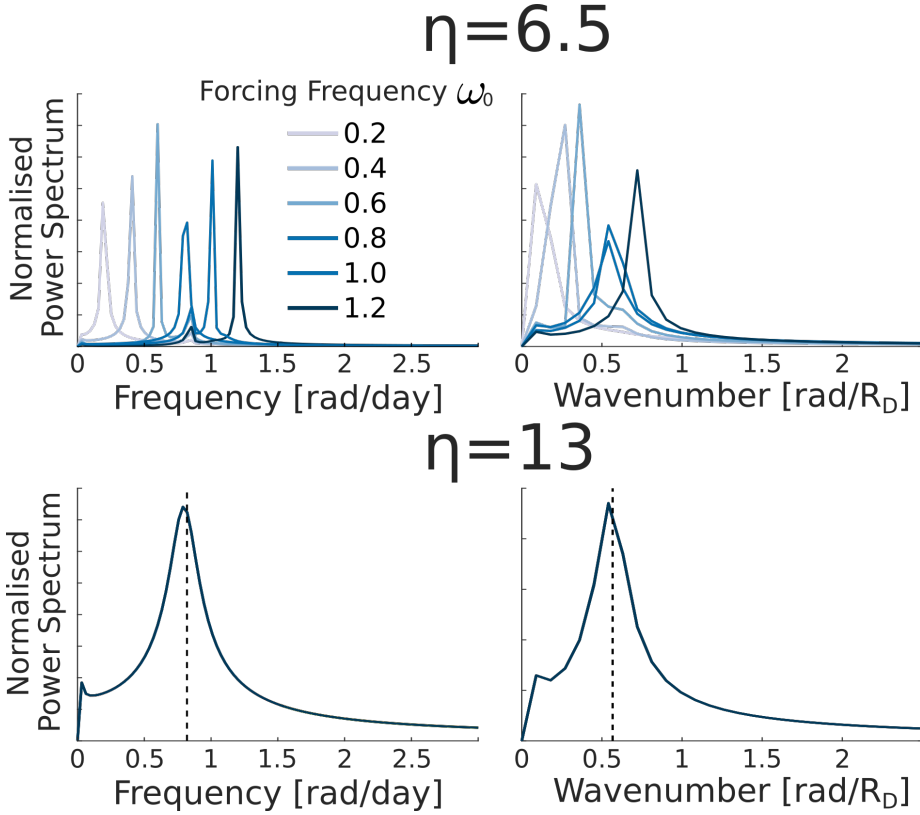 η=6.5
Forcing Frequency ω₀
0.2
0.4
0.6
0.8
1.0
1.2
Normalised
Power Spectrum
0 0.5 1 1.5 2 2.5
Frequency [rad/day]
0 0.5 1 1.5 2
Wavenumber [rad/R_D]
η=13
Normalised
Power Spectrum
0 0.5 1 1.5 2 2.5
Frequency [rad/day]
0 0.5 1 1.5 2
Wavenumber [rad/R_D]